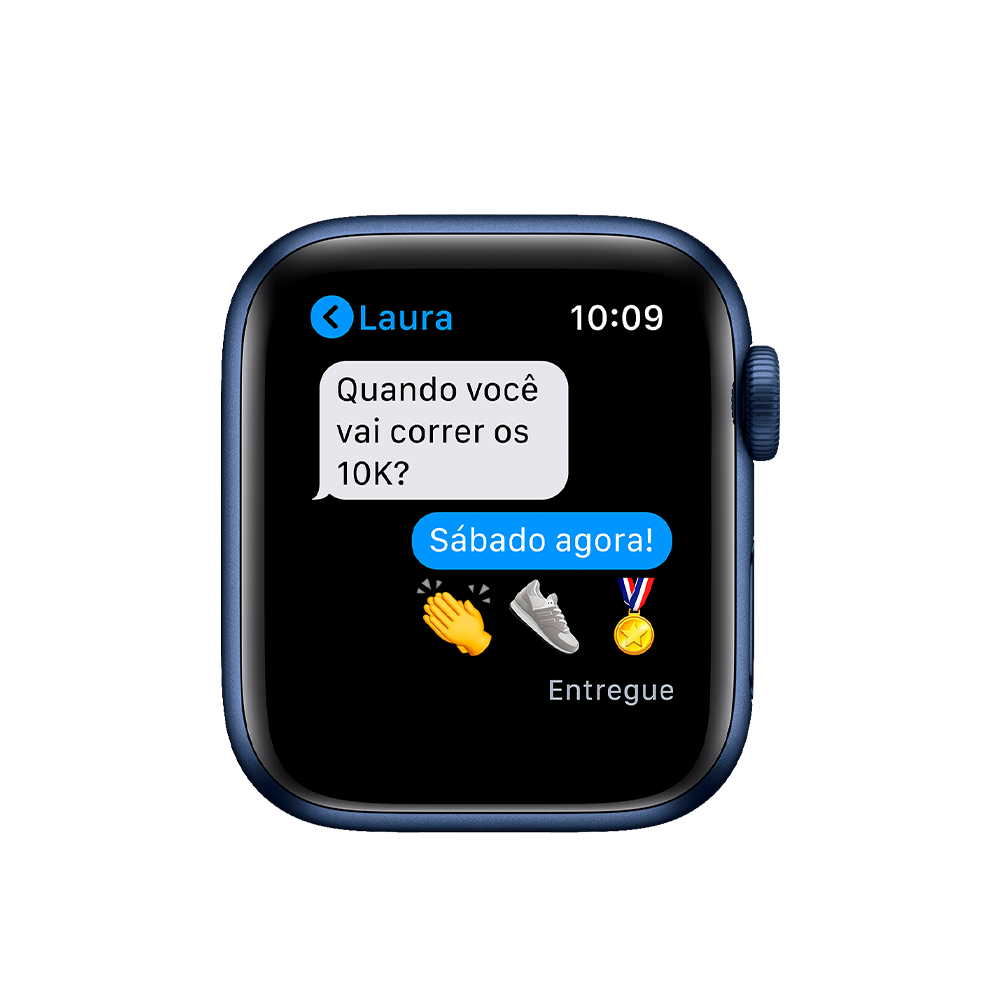 Laura
10:09
Quando você
vai correr os
10K?
Sábado agora!
Entregue